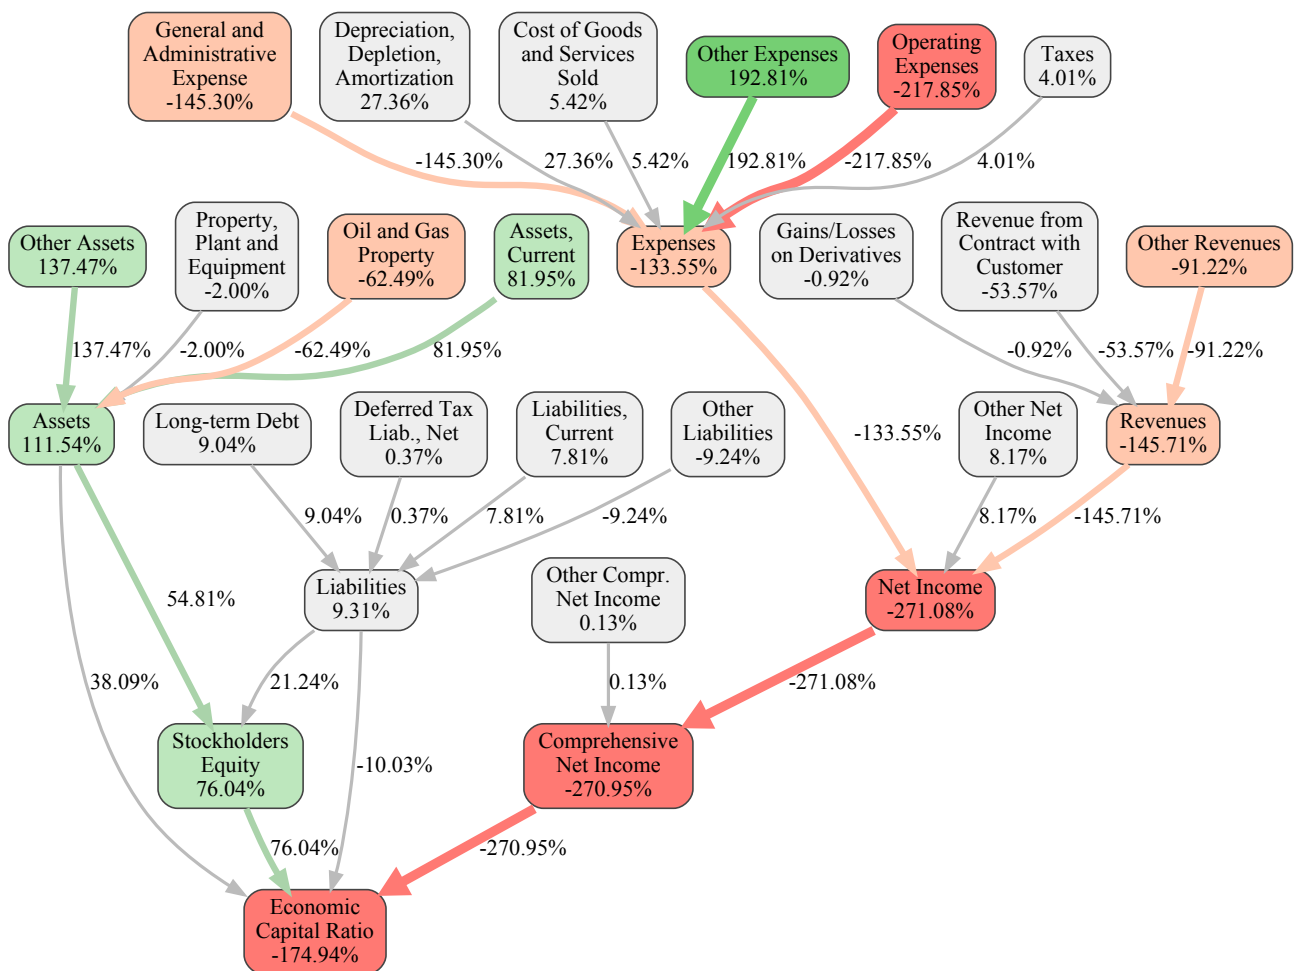 General and
Administrative
Expense
-145.30%
Depreciation,
Depletion,
Amortization
27.36%
Cost of Goods
and Services
Sold
5.42%
Other Expenses
192.81%
Operating
Expenses
-217.85%
Taxes
4.01%
-145.30%
27.36%
5.42%
192.81%
-217.85%
4.01%
Other Assets
137.47%
Property,
Plant and
Equipment
-2.00%
Oil and Gas
Property
-62.49%
Assets,
Current
81.95%
Expenses
-133.55%
Gains/Losses
on Derivatives
-0.92%
Revenue from
Contract with
Customer
-53.57%
Other Revenues
-91.22%
137.47%
-2.00%
-62.49%
81.95%
-0.92%
-53.57%
-91.22%
Assets
111.54%
Long-term Debt
9.04%
Deferred Tax
Liab., Net
0.37%
Liabilities,
Current
7.81%
Other
Liabilities
-9.24%
-133.55%
Other Net
Income
8.17%
Revenues
-145.71%
9.04%
0.37%
7.81%
-9.24%
8.17%
-145.71%
54.81%
Liabilities
9.31%
Other Compr.
Net Income
0.13%
Net Income
-271.08%
38.09%
21.24%
0.13%
-271.08%
Stockholders
Equity
76.04%
-10.03%
Comprehensive
Net Income
-270.95%
76.04%
-270.95%
Economic
Capital Ratio
-174.94%